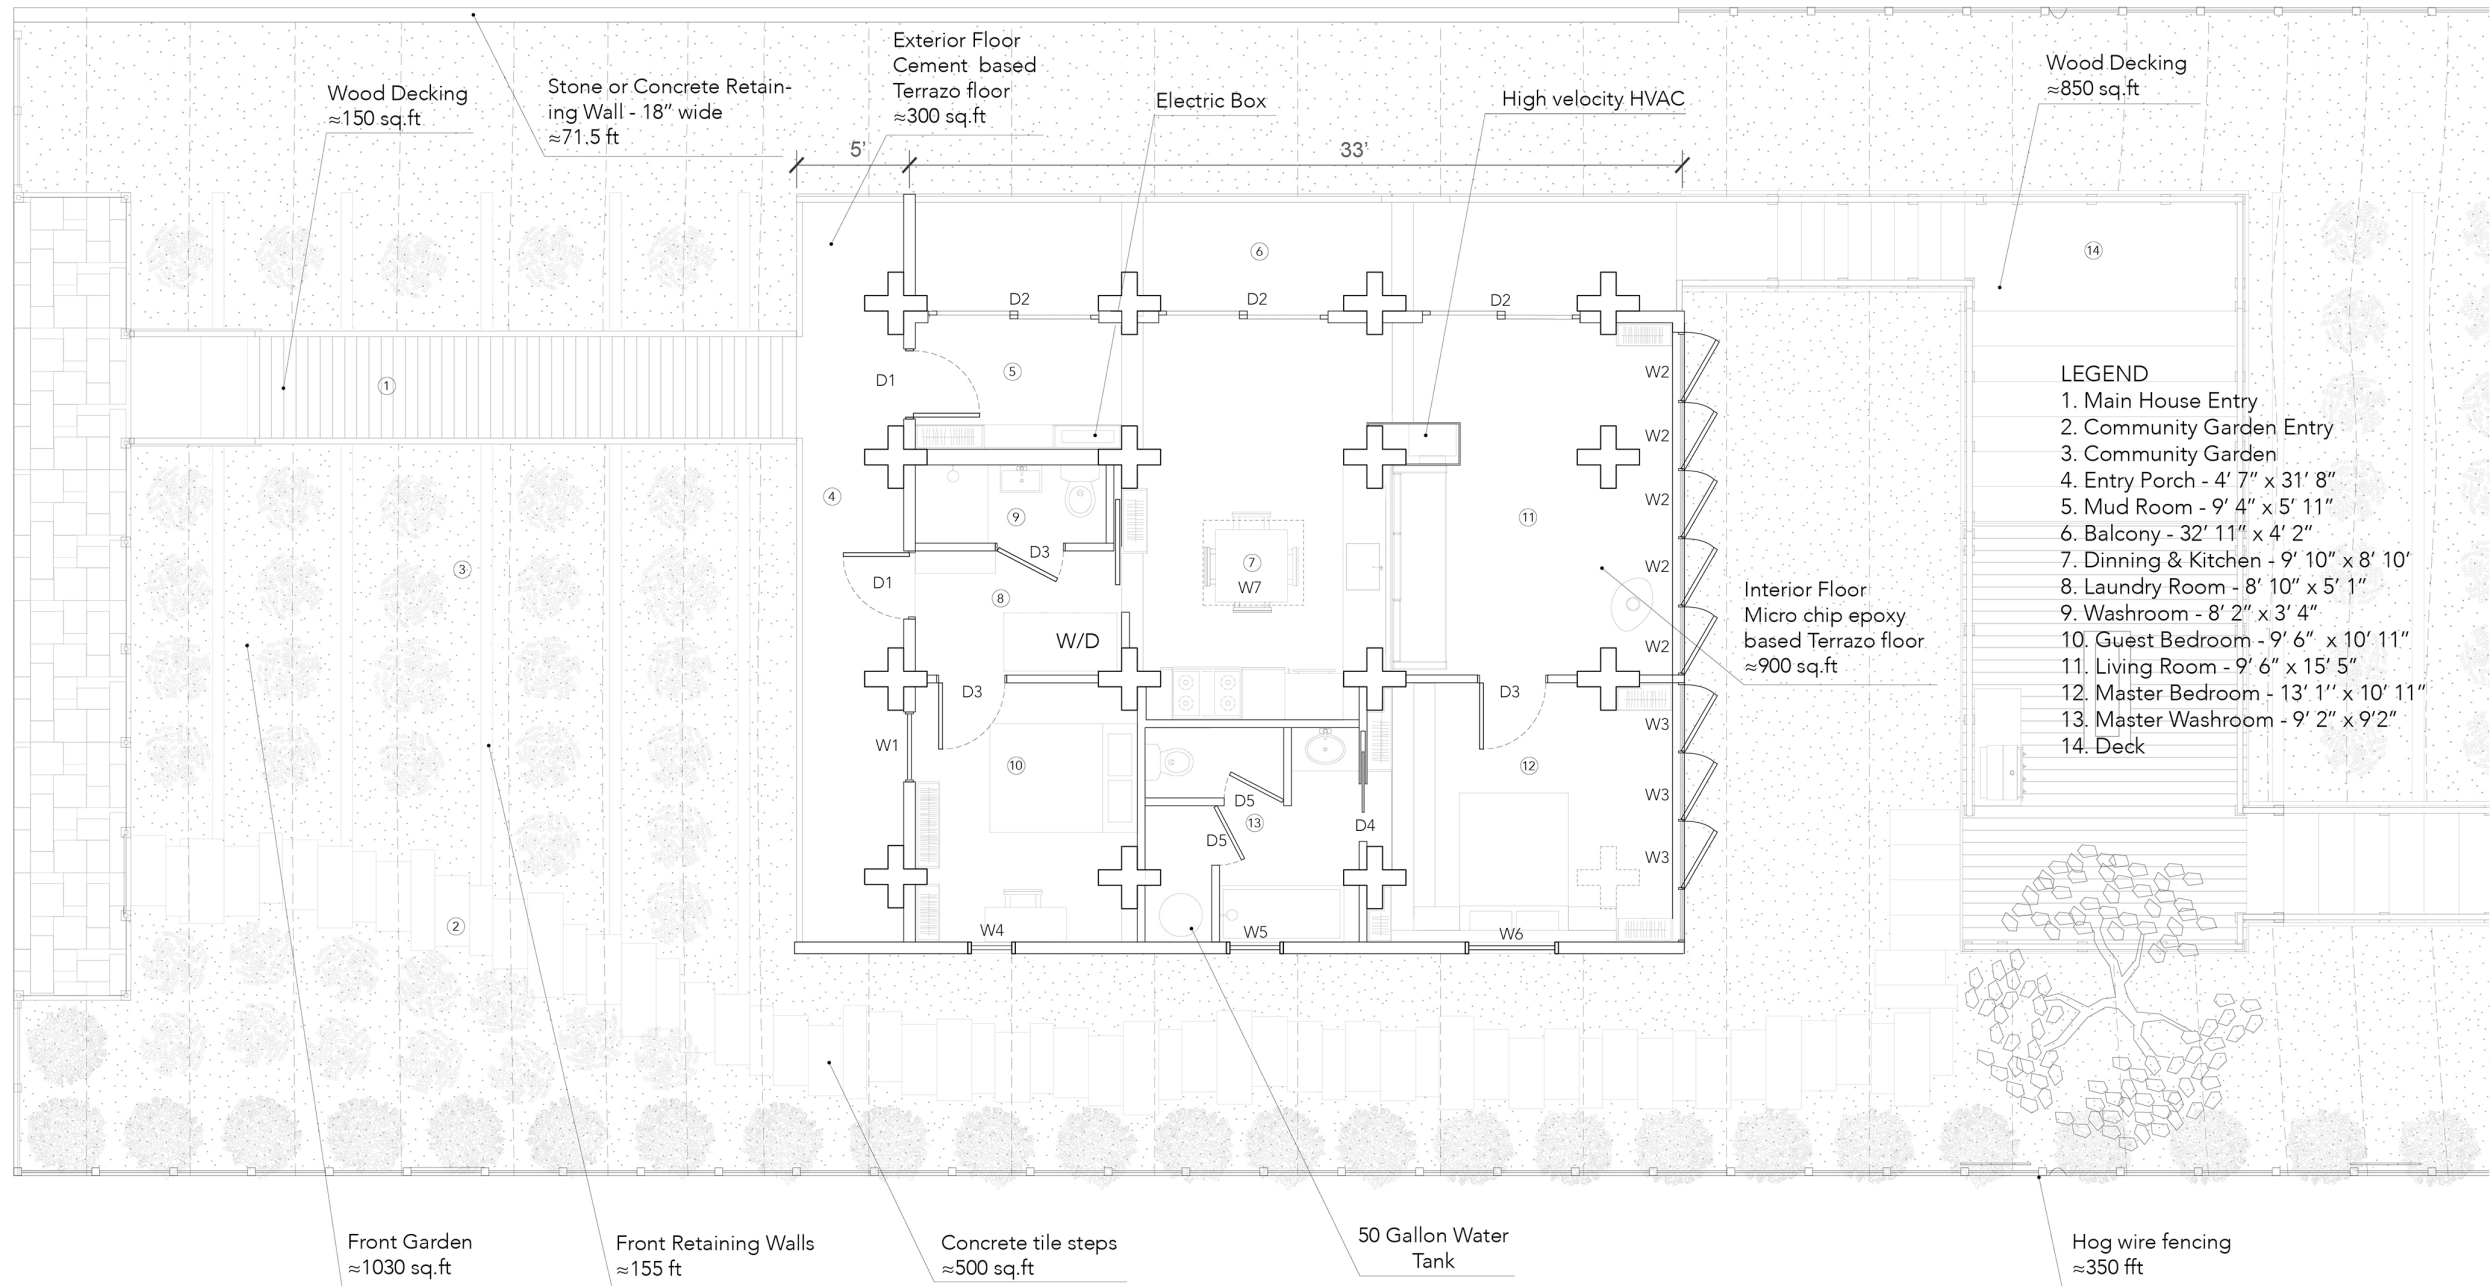 Exterior Floor
Cement  based
Terrazo floor
≈300 sq.ft
Wood Decking
≈150 sq.ft
Stone or Concrete Retain-
ing Wall - 18” wide
≈71.5 ft
Electric Box
High velocity HVAC
Wood Decking
≈850 sq.ft
5’
33’
6
14
D2
D2
D2
1
D1
5
W2
W2
W2
W2
W2
4
9
11
D3
3
D1
8
7
W7
W/D
LEGEND
1. Main House Entry
2. Community Garden Entry
3. Community Garden
4. Entry Porch - 4’ 7” x 31’ 8”
5. Mud Room - 9’ 4” x 5’ 11”
6. Balcony - 32’ 11” x 4’ 2”
7. Dinning & Kitchen - 9’ 10” x 8’ 10’
8. Laundry Room - 8’ 10” x 5’ 1”
9. Washroom - 8’ 2” x 3’ 4”
10. Guest Bedroom - 9’ 6”  x 10’ 11”
11. Living Room - 9’ 6” x 15’ 5”
12. Master Bedroom - 13’ 1’’ x 10’ 11”
13. Master Washroom - 9’ 2” x 9’2”
14. Deck
Interior Floor
Micro chip epoxy
based Terrazo floor
≈900 sq.ft
D3
D3
W1
10
12
W3
W3
W3
D5
13
D5
D4
2
W4
W5
W6
Front Garden
≈1030 sq.ft
Front Retaining Walls
≈155 ft
Concrete tile steps
≈500 sq.ft
50 Gallon Water
Tank
Hog wire fencing
≈350 fft